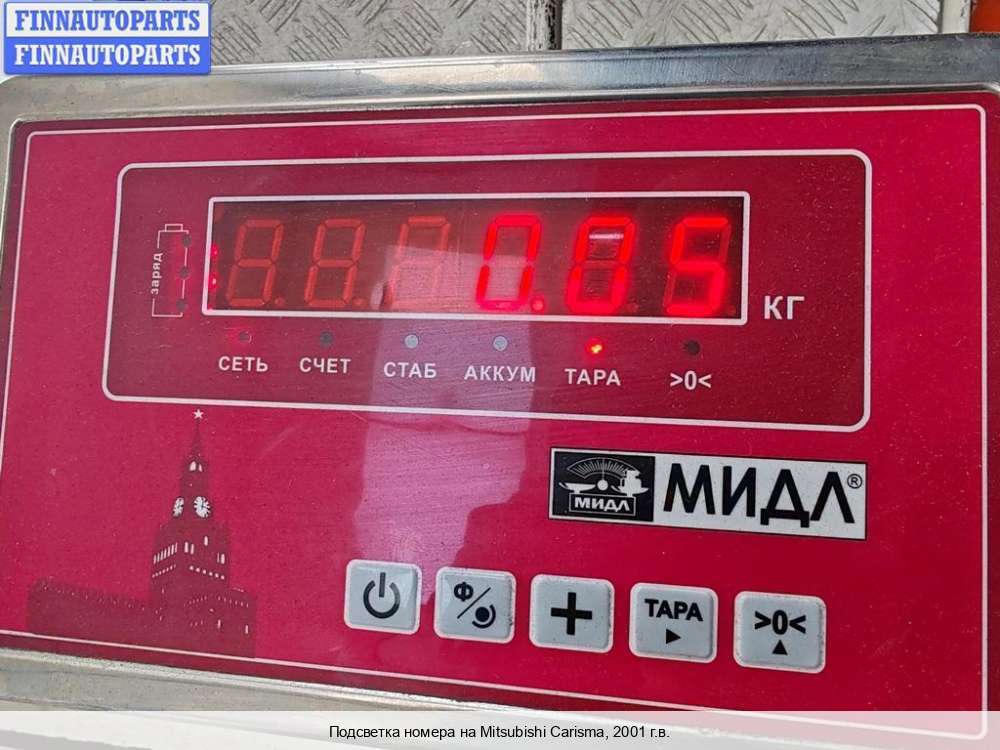 FINNAUTOPARTS
FINNAUTOPARTS
заряд
0.05
КГ
СЕТЬ СЧЕТ СТАБ АККУМ ТАРА >0<
МИДЛ
МИДЛ®
Ф
+
ТАРА
>0<
Подсветка номера на Mitsubishi Carisma, 2001 г.в.